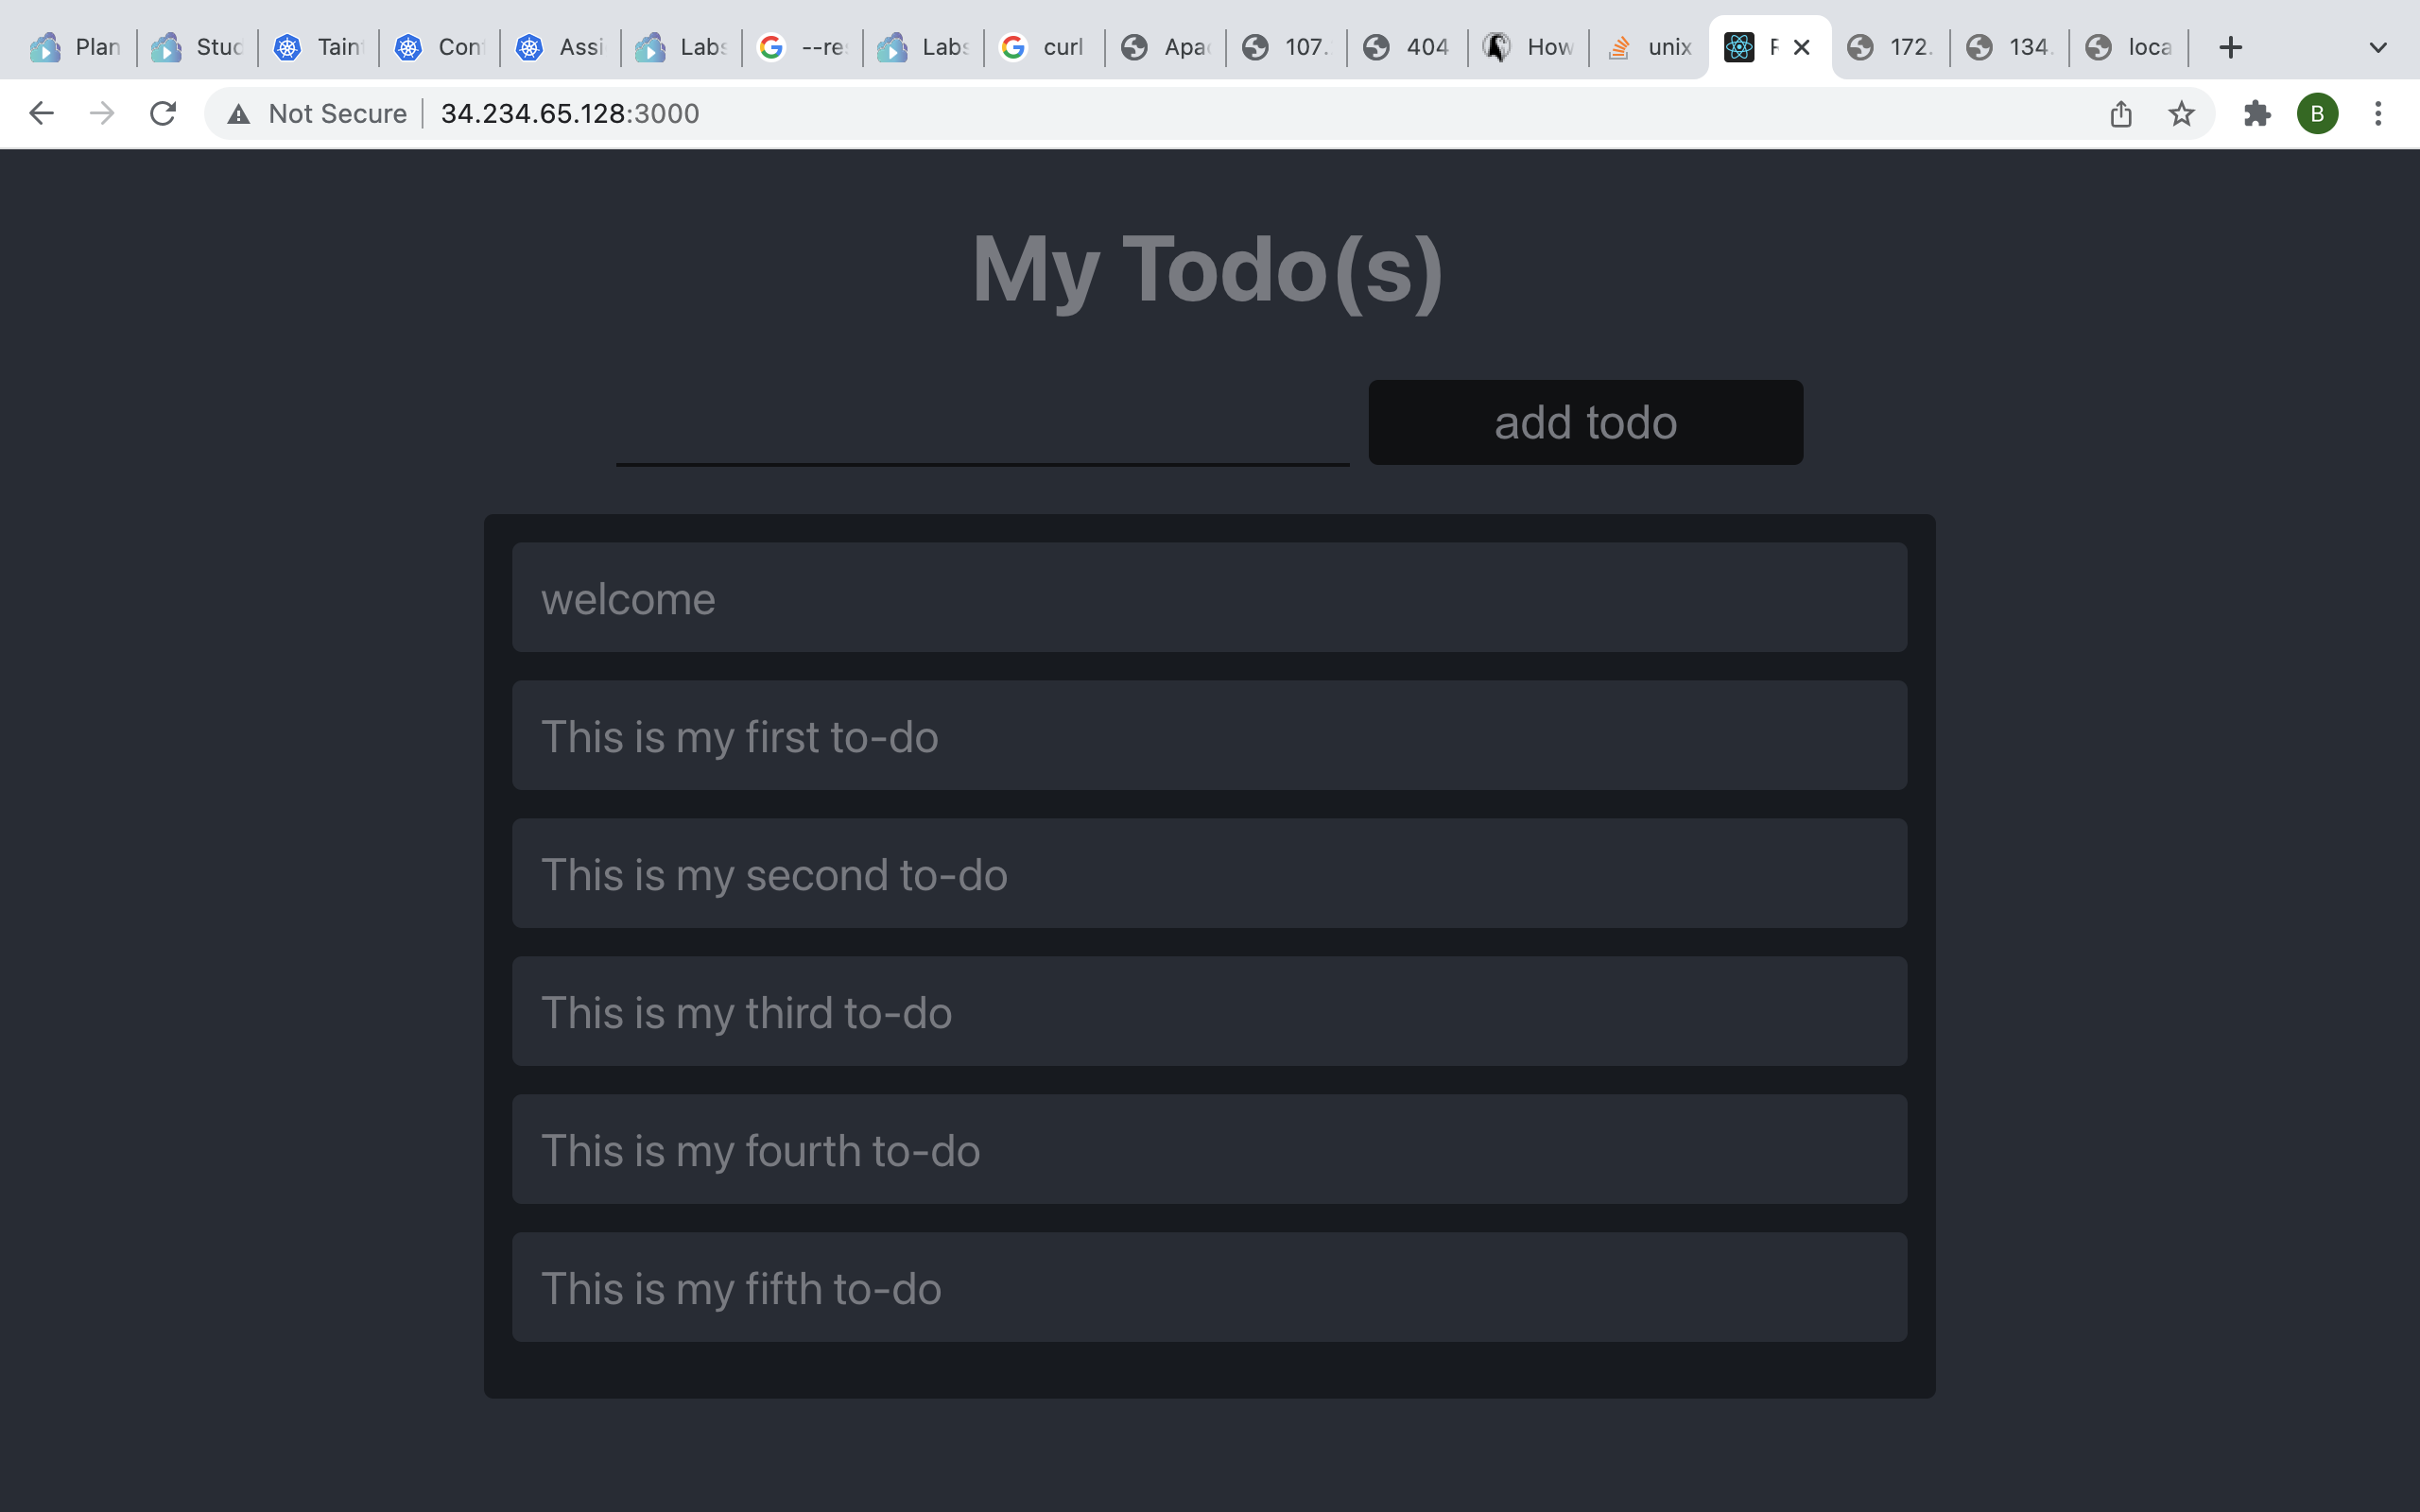 Plan
Stud
Tain
Con
Assi
Labs
--re
Labs
curl
Apa
107.
404
How
unix
172.
134.
loca
Not Secure
34.234.65.128:3000
B
My Todo(s)
add todo
welcome
This is my first to-do
This is my second to-do
This is my third to-do
This is my fourth to-do
This is my fifth to-do